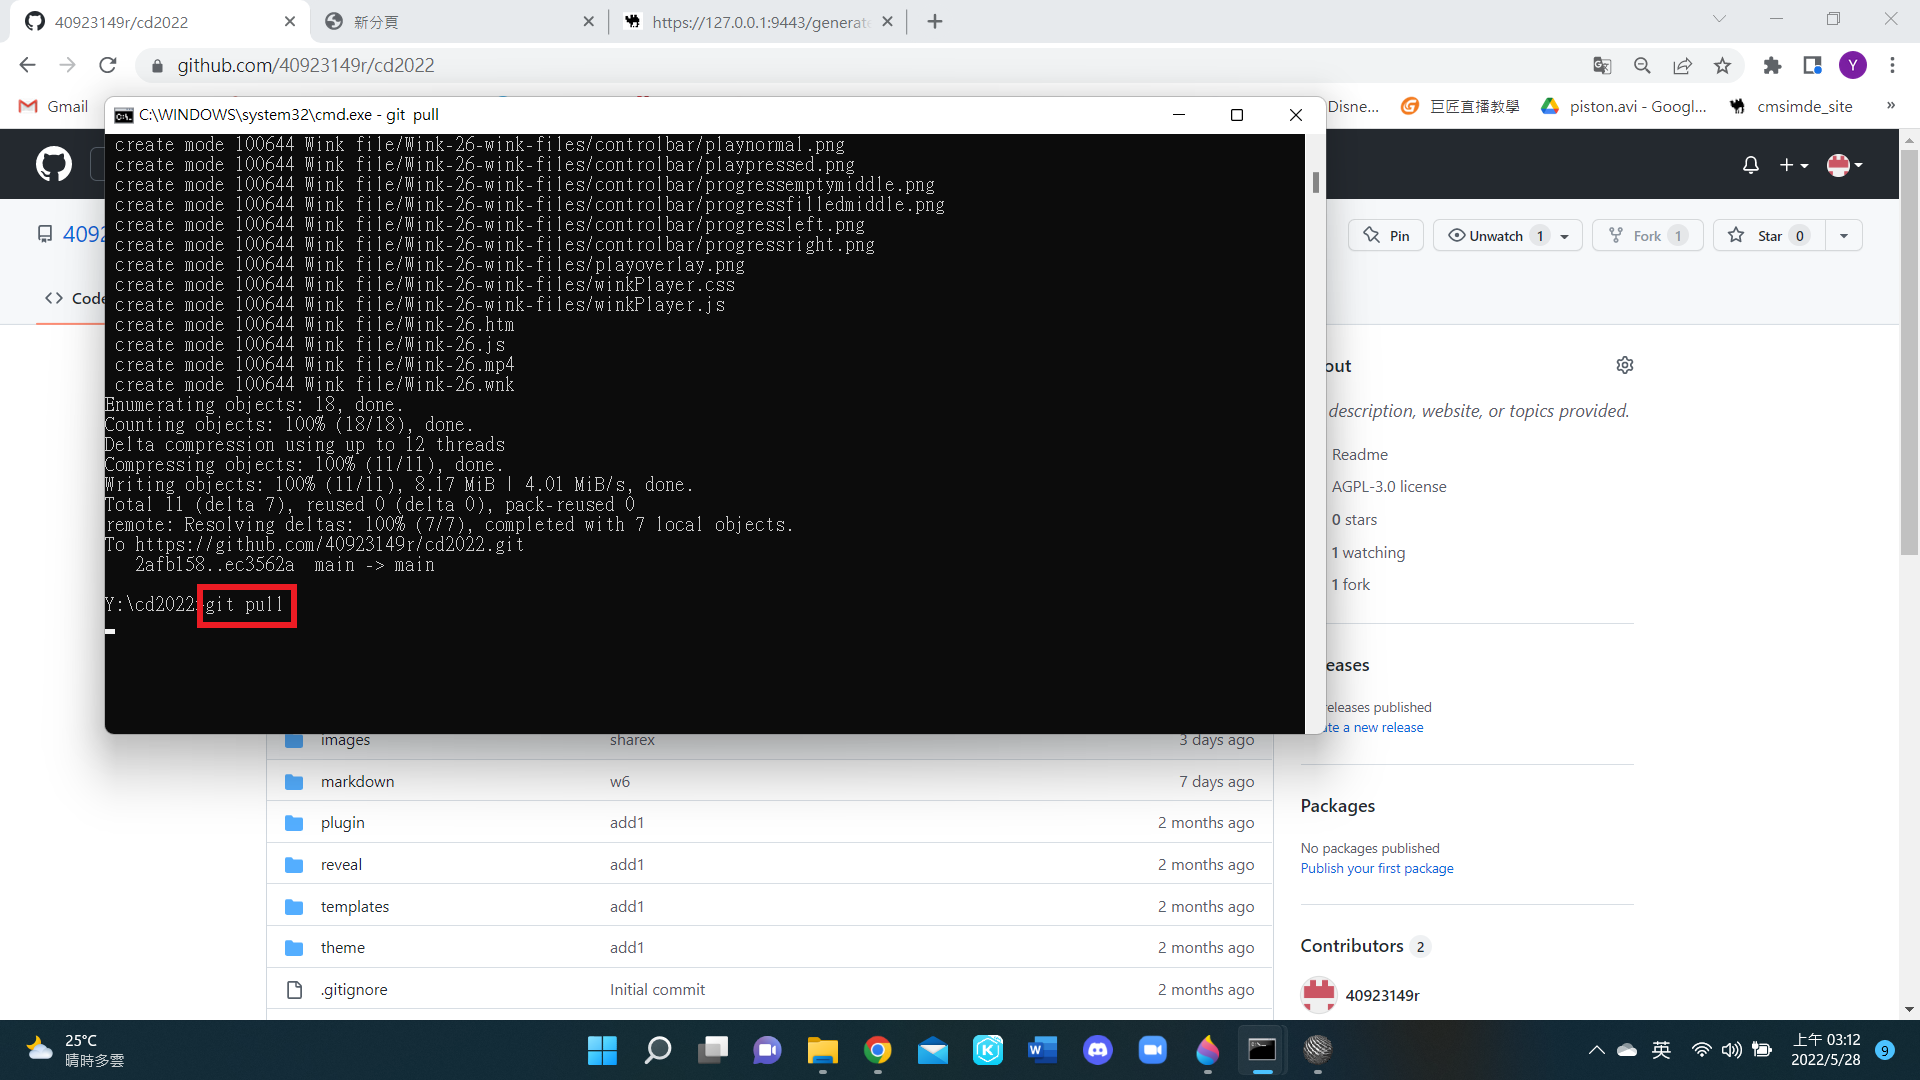 40923149r/cd2022
新分頁
https://127.0.0.1:9443/generate
github.com/40923149r/cd2022
Y
Gmail
Disne...
巨匠直播教學
piston.avi - Googl...
cmsimde_site
»
C:\WINDOWS\system32\cmd.exe - git pull
create mode 100644 Wink file/Wink-26-wink-files/controlbar/playnormal.png
create mode 100644 Wink file/Wink-26-wink-files/controlbar/playpressed.png
create mode 100644 Wink file/Wink-26-wink-files/controlbar/progressemptymiddle.png
create mode 100644 Wink file/Wink-26-wink-files/controlbar/progressfilledmiddle.png
create mode 100644 Wink file/Wink-26-wink-files/controlbar/progressleft.png
create mode 100644 Wink file/Wink-26-wink-files/controlbar/progressright.png
create mode 100644 Wink file/Wink-26-wink-files/playoverlay.png
create mode 100644 Wink file/Wink-26-wink-files/winkPlayer.css
create mode 100644 Wink file/Wink-26-wink-files/winkPlayer.js
create mode 100644 Wink file/Wink-26.htm
create mode 100644 Wink file/Wink-26.js
create mode 100644 Wink file/Wink-26.mp4
create mode 100644 Wink file/Wink-26.wnk
Enumerating objects: 18, done.
Counting objects: 100% (18/18), done.
Delta compression using up to 12 threads
Compressing objects: 100% (11/11), done.
Writing objects: 100% (11/11), 8.17 MiB | 4.01 MiB/s, done.
Total 11 (delta 7), reused 0 (delta 0), pack-reused 0
remote: Resolving deltas: 100% (7/7), completed with 7 local objects.
To https://github.com/40923149r/cd2022.git
2afb158..ec3562a main -> main
Y:\cd2022>git pull
4092
Code
Pin
Unwatch 1
Fork 1
Star 0
out
description, website, or topics provided.
Readme
AGPL-3.0 license
0 stars
1 watching
1 fork
eases
releases published
ate a new release
Packages
No packages published
Publish your first package
Contributors 2
40923149r
images sharex 3 days ago
markdown w6 7 days ago
plugin add1 2 months ago
reveal add1 2 months ago
templates add1 2 months ago
theme add1 2 months ago
.gitignore Initial commit 2 months ago
25°C
晴時多雲
英
上午 03:12
2022/5/28
9